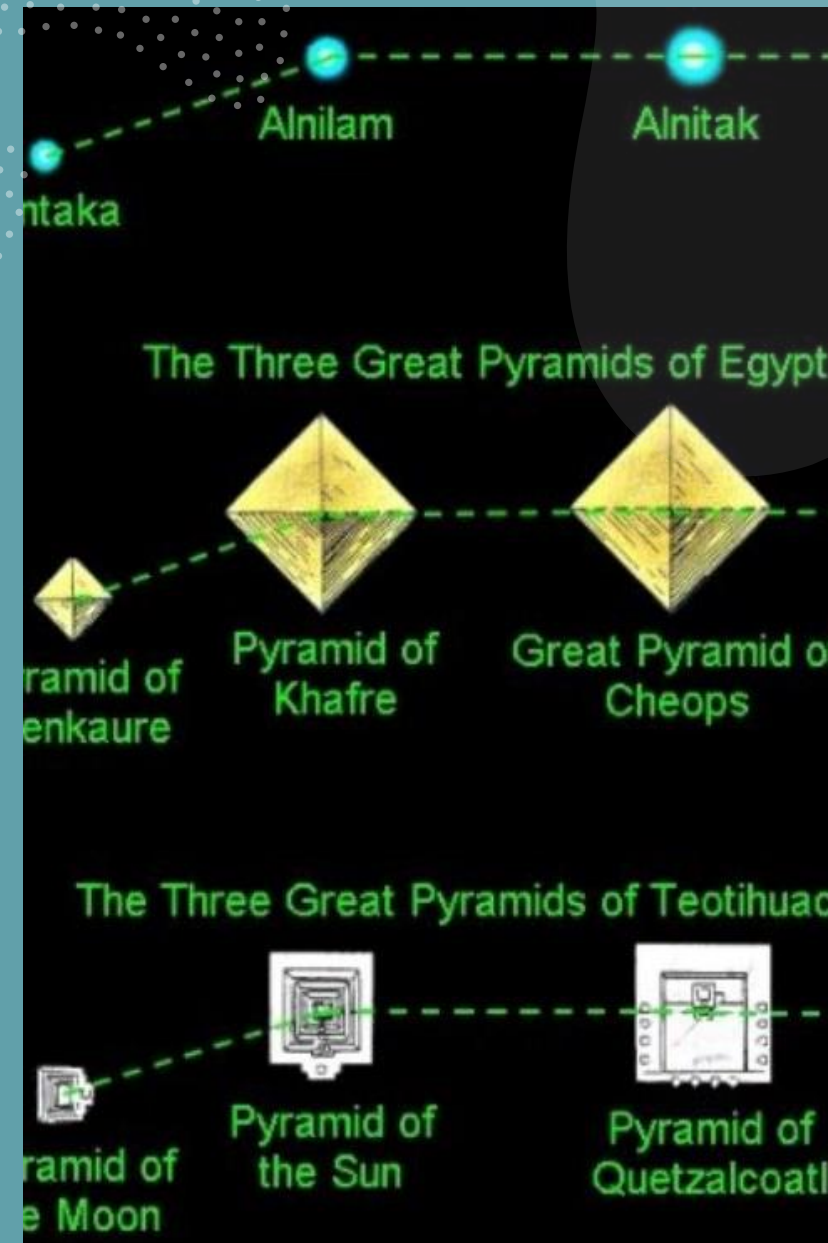 Alnilam
Alnitak
ntaka
The Three Great Pyramids of Egypt
Pyramid of
Khafre
Great Pyramid o
Cheops
ramid of
enkaure
The Three Great Pyramids of Teotihuac
Pyramid of
the Sun
Pyramid of
Quetzalcoatl
ramid of
e Moon